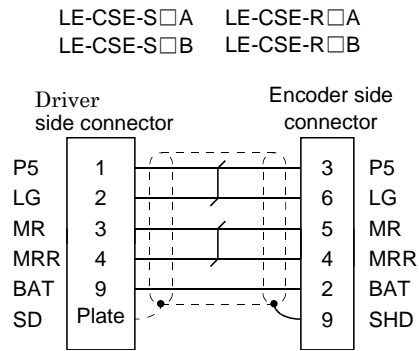 LE-CSE-S□A LE-CSE-R□A
LE-CSE-S□B LE-CSE-R□B
Driver
side connector
Encoder side
connector
P5 1 3 P5
LG 2 6 LG
MR 3 5 MR
MRR 4 4 MRR
BAT 9 2 BAT
SD Plate 9 SHD